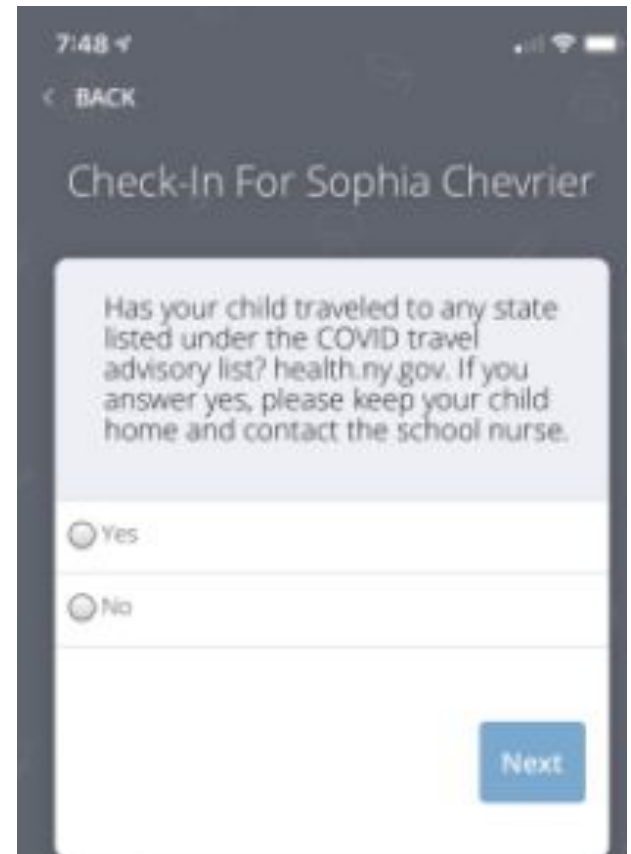 7:48
BACK
Check-In For Sophia Chevrier
Has your child traveled to any state
listed under the COVID travel
advisory list? health.ny.gov. If you
answer yes, please keep your child
home and contact the school nurse.
Yes
No
Next